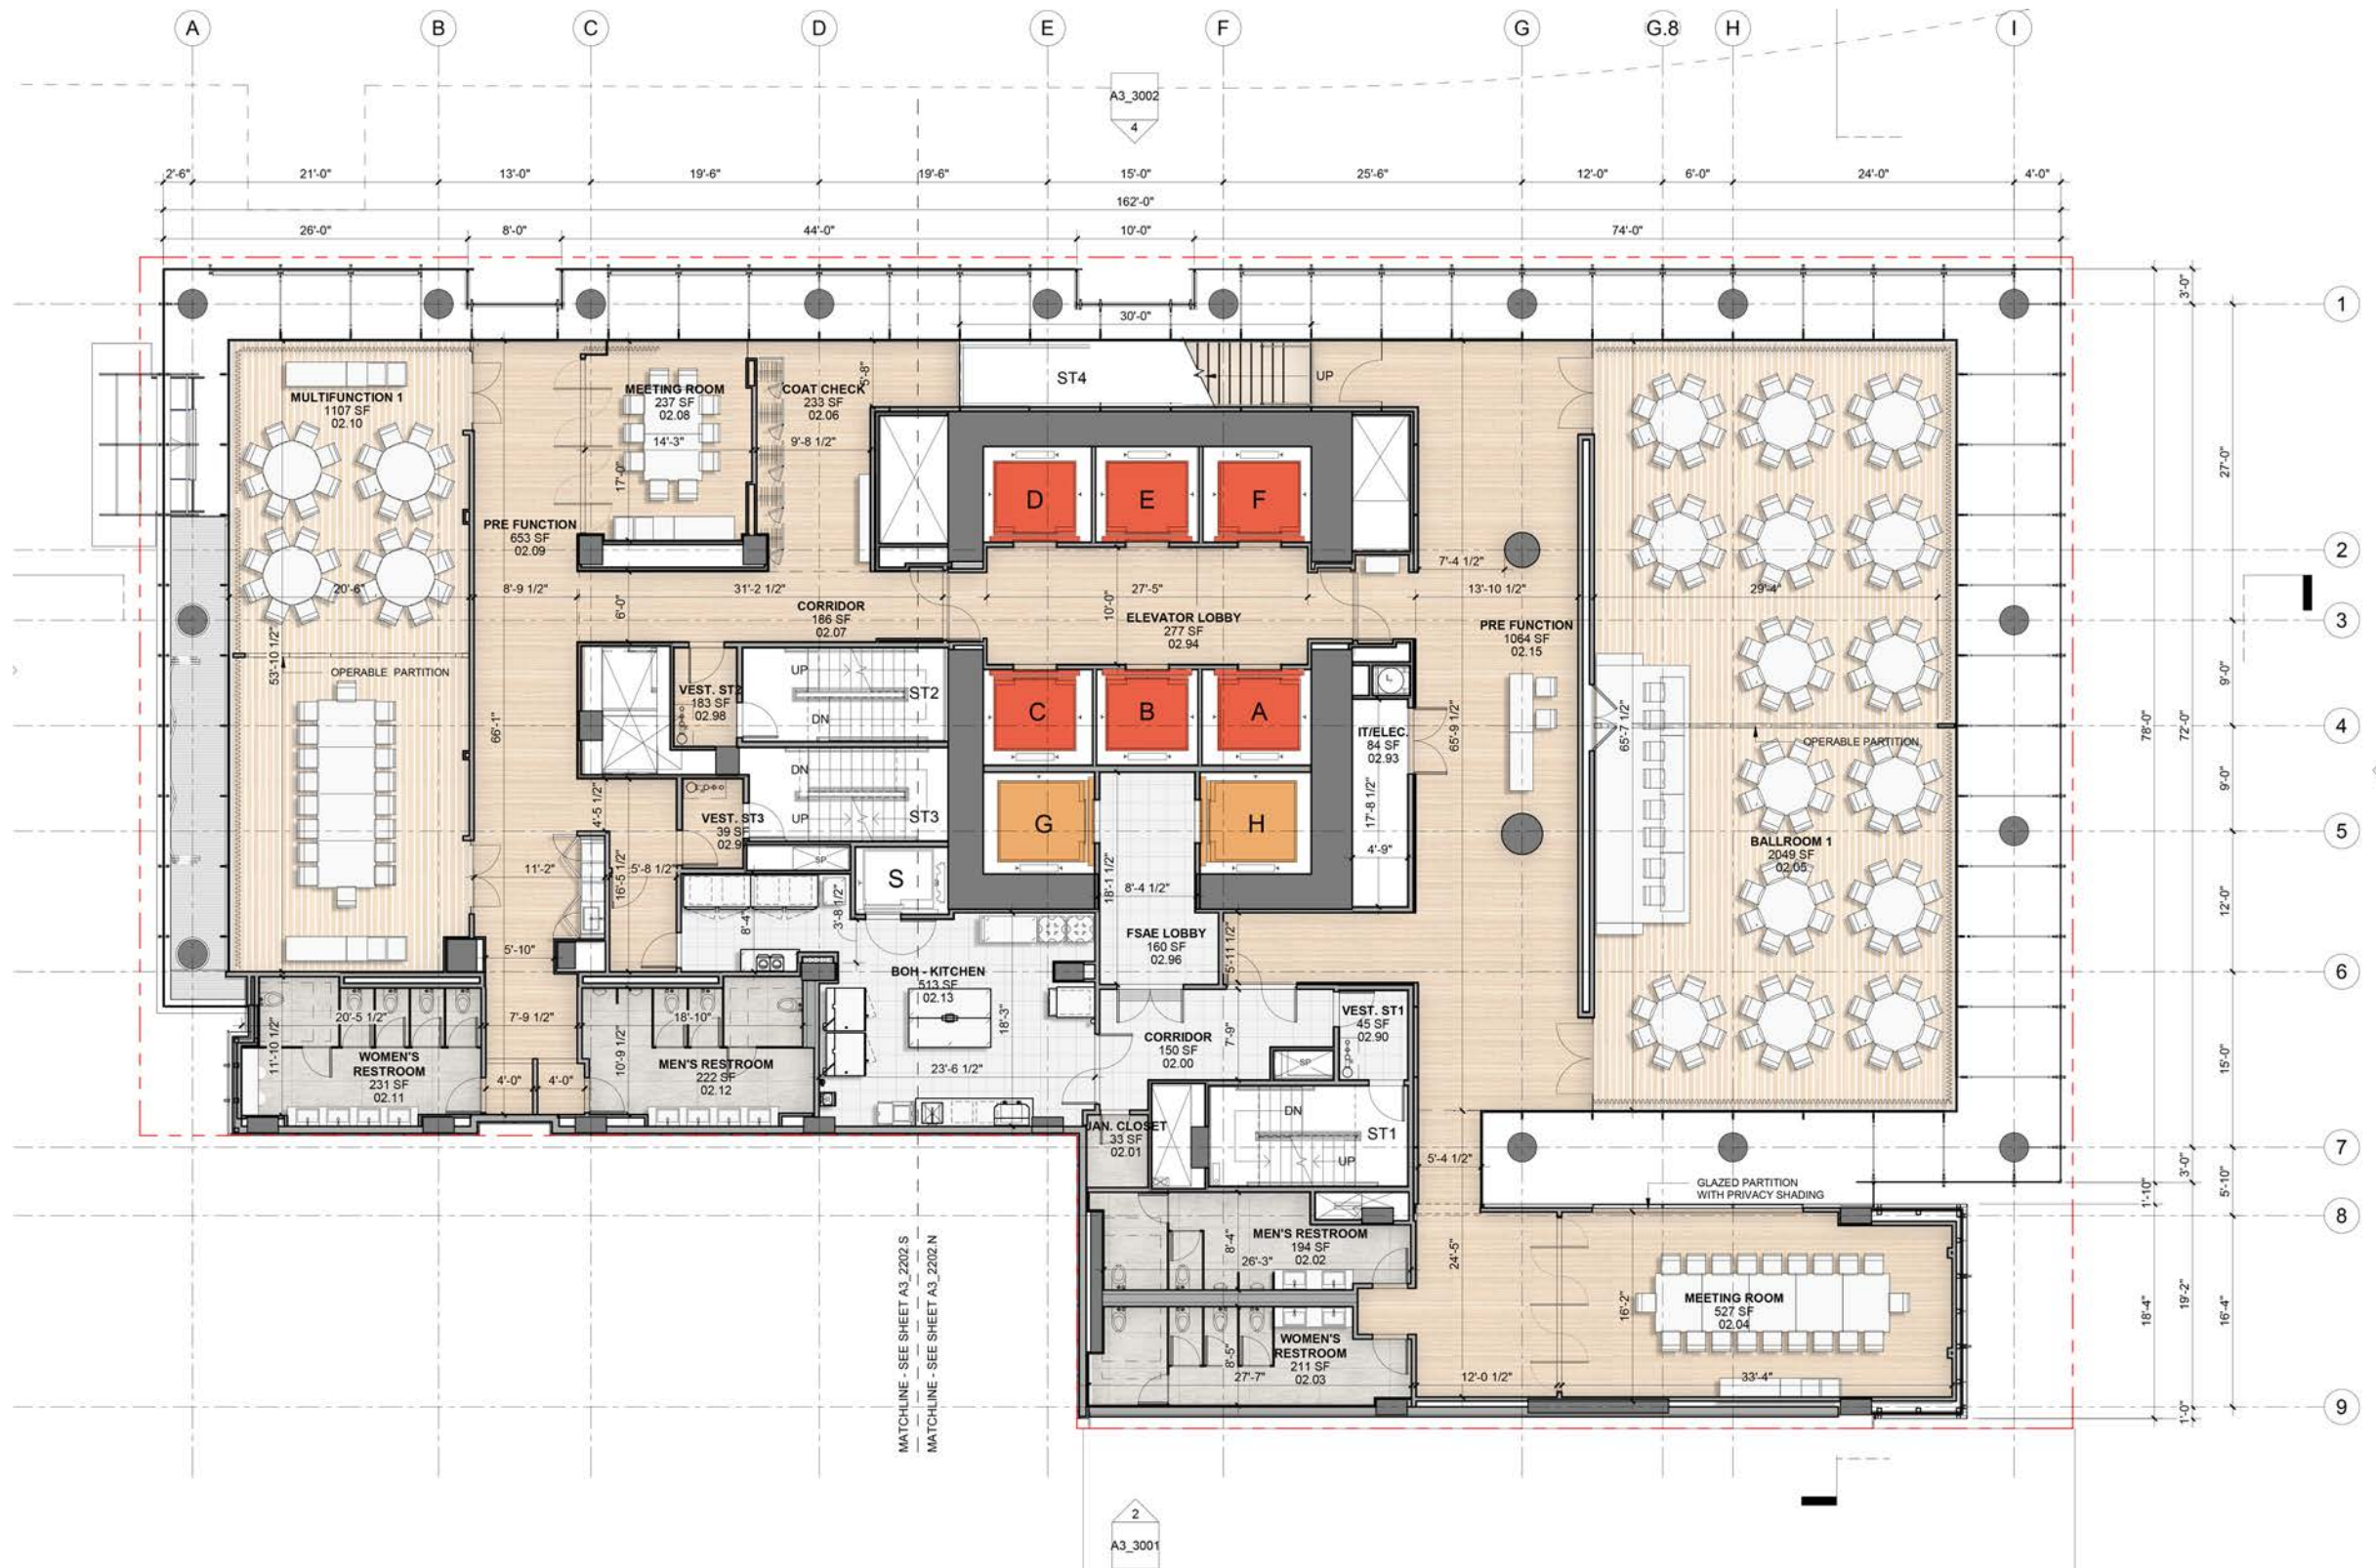 A
B
C
D
E
F
G
G.8
H
I
A3_3002
4
2'-6"
21'-0"
13'-0"
19'-6"
19'-6"
15'-0"
25'-6"
12'-0"
6'-0"
24'-0"
4'-0"
162'-0"
26'-0"
8'-0"
44'-0"
10'-0"
74'-0"
3'-0"
1
30'-0"
ST4
UP
5'-8"
MULTIFUNCTION 1
1107 SF
02.10
MEETING ROOM
237 SF
02.08
14'-3"
17'-0"
COAT CHECK
233 SF
02.06
9'-8 1/2"
27'-0"
D
E
F
PRE FUNCTION
653 SF
02.09
2
7'-4 1/2"
20'-6"
8'-9 1/2"
31'-2 1/2"
27'-5"
13'-10 1/2"
29'-4"
6'-0"
10'-0"
CORRIDOR
186 SF
02.07
ELEVATOR LOBBY
277 SF
02.94
PRE FUNCTION
1064 SF
02.15
3
53'-10 1/2"
OPERABLE PARTITION
UP
ST2
DN
VEST. ST2
183 SF
02.98
9'-0"
66'-1"
C
B
A
IT/ELEC.
84 SF
02.93
65'-9 1/2"
65'-7 1/2"
OPERABLE PARTITION
4
78'-0"
72'-0"
DN
UP
ST3
4'-5 1/2"
VEST. ST3
39 SF
G
H
17'-8 1/2"
4'-9"
9'-0"
5
BALLROOM 1
2049 SF
02.05
SP
11'-2"
16'-5 1/2"
5'-8 1/2"
S
18'-1 1/2"
8'-4 1/2"
12'-0"
8'-4"
3'-8 1/2"
5'-10"
FSAE LOBBY
160 SF
02.96
5'-11 1/2"
BOH - KITCHEN
513 SF
02.13
6
20'-5 1/2"
7'-9 1/2"
18'-10"
11'-10 1/2"
10'-9 1/2"
18'-3"
VEST. ST1
45 SF
02.90
CORRIDOR
150 SF
02.00
7'-9"
SP
WOMEN'S
RESTROOM
231 SF
02.11
4'-0"
4'-0"
MEN'S RESTROOM
222 SF
02.12
23'-6 1/2"
15'-0"
DN
ST1
UP
JAN. CLOSET
33 SF
02.01
7
5'-4 1/2"
3'-0"
5'-10"
1'-10"
GLAZED PARTITION
WITH PRIVACY SHADING
8
MATCHLINE - SEE SHEET A3_2202.S
MATCHLINE - SEE SHEET A3_2202.N
MEN'S RESTROOM
194 SF
02.02
8'-4"
26'-3"
24'-5"
16'-2"
MEETING ROOM
527 SF
02.04
18'-4"
19'-2"
16'-4"
WOMEN'S
RESTROOM
211 SF
02.03
8'-5"
27'-7"
12'-0 1/2"
33'-4"
1'-0"
9
2
A3_3001